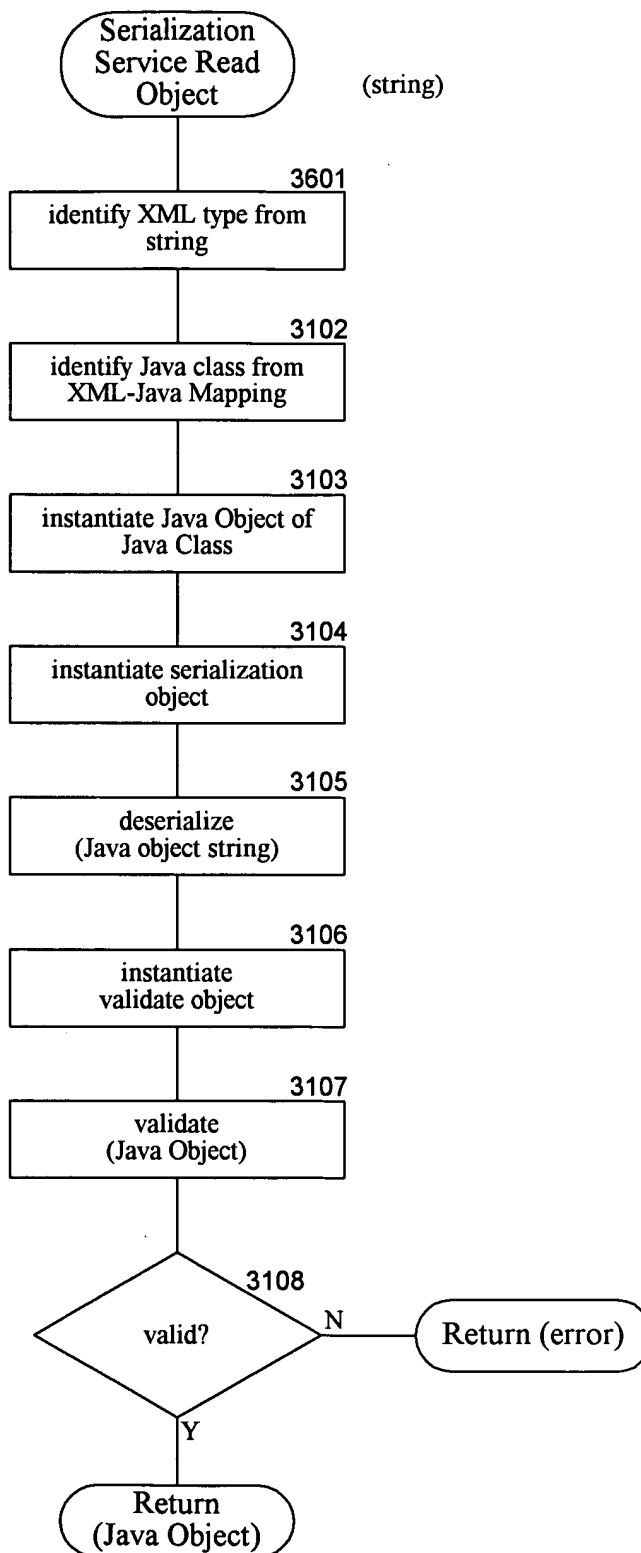 Serialization
Service Read
Object
(string)
3601
identify XML type from
string
3102
identify Java class from
XML-Java Mapping
3103
instantiate Java Object of
Java Class
3104
instantiate serialization
object
3105
deserialize
(Java object string)
3106
instantiate
validate object
3107
validate
(Java Object)
3108
valid?
N
Return (error)
Y
Return
(Java Object)